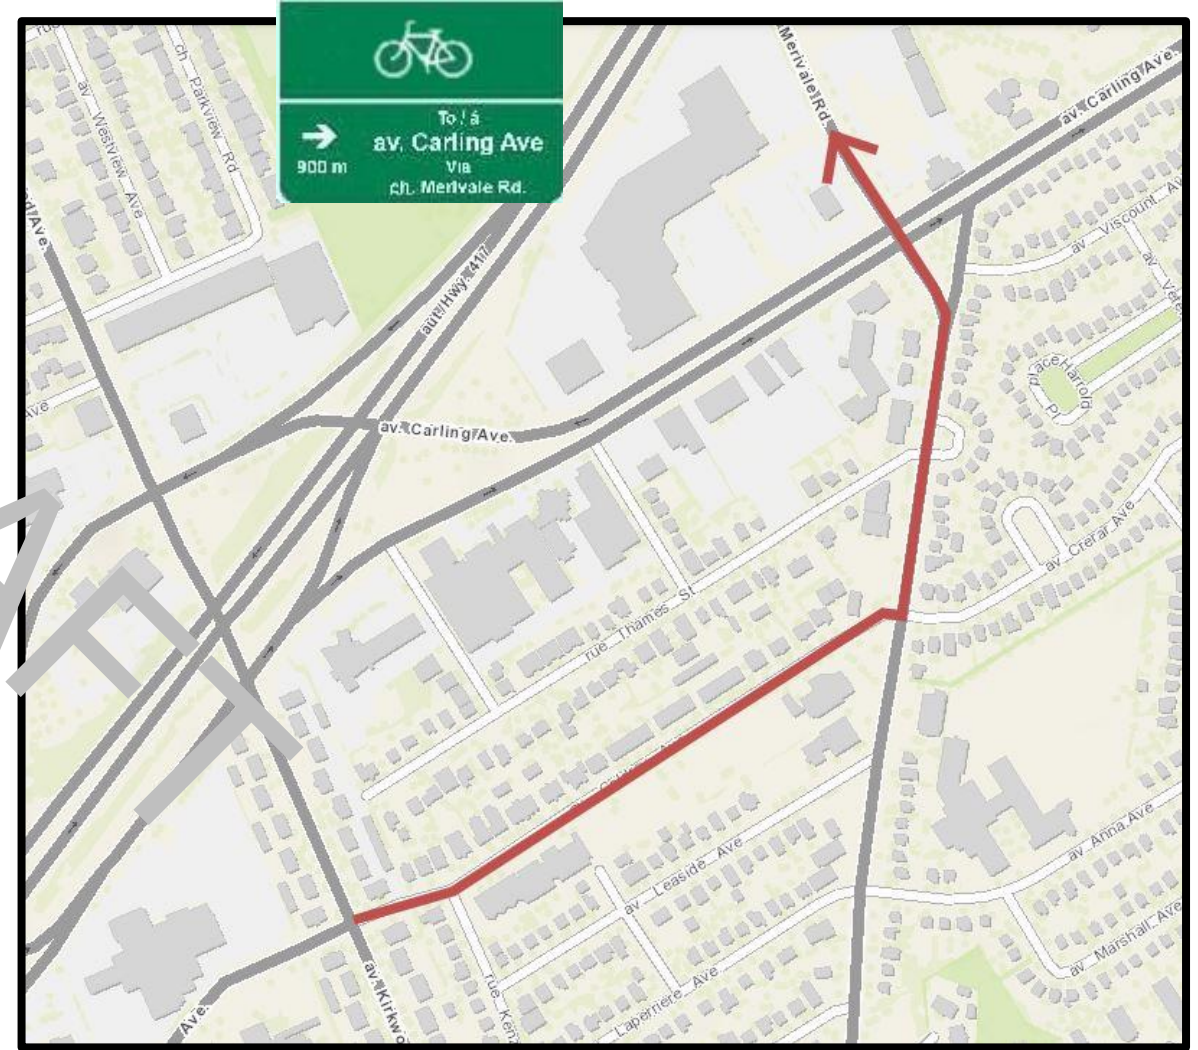 To / á
av. Carling Ave
900 m
Via
ch. Merivale Rd.
Merivale Rd.
av. Carling Ave.
ch. Parkview Rd
av. Westview Ave
av. Viscount
aut./Hwy. 417
place Harrold
Pl
Ave
av. Carling Ave.
av. Crerar Ave
rue Thames St
av. Anna Ave
av. Leaside Ave
av. Marshall Ave
Laperriere Ave
av. Kirkwo
rue Kenz
Ave.